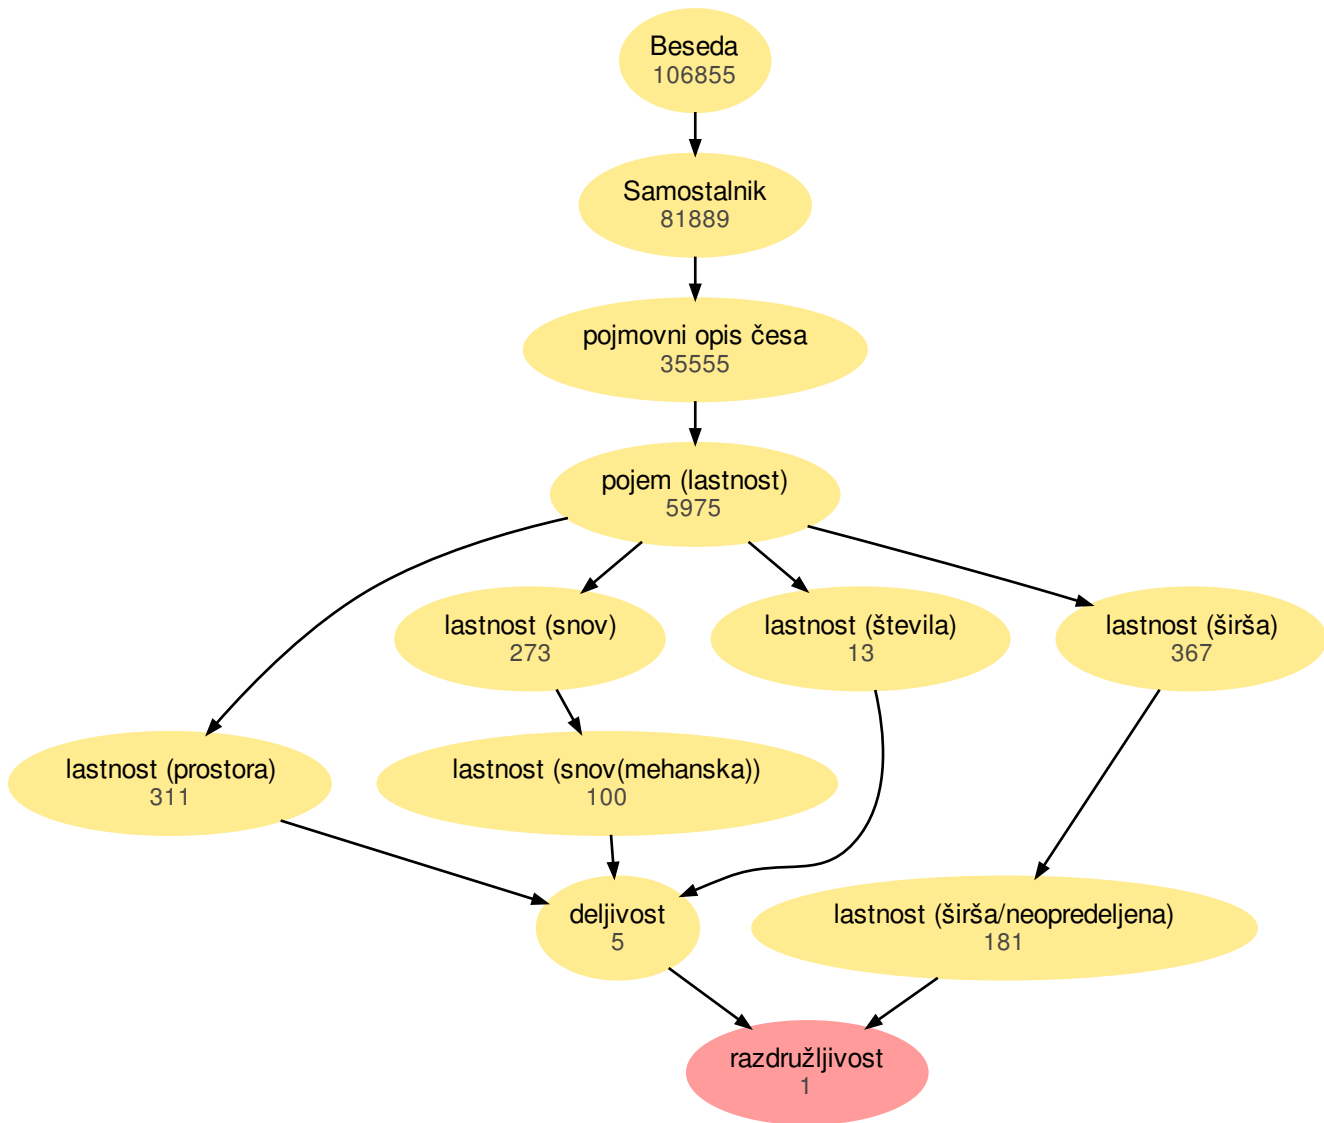 Beseda
106855
Samostalnik
81889
pojmovni opis česa
35555
pojem (lastnost)
5975
lastnost (snov)
273
lastnost (števila)
13
lastnost (širša)
367
lastnost (prostora)
311
lastnost (snov(mehanska))
100
deljivost
5
lastnost (širša/neopredeljena)
181
razdružljivost
1